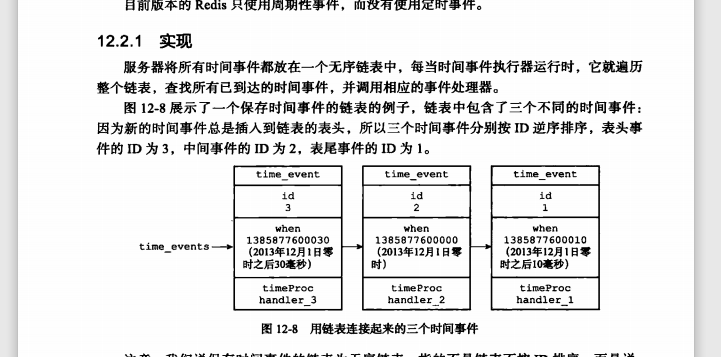 目前版本的 Redis 只使用周期性事件，而没有使用定时事件。
12.2.1 实现
服务器将所有时间事件都放在一个无序链表中，每当时间事件执行器运行时，它就遍历
整个链表，查找所有已到达的时间事件，并调用相应的事件处理器。
图 12-8 展示了一个保存时间事件的链表的例子，链表中包含了三个不同的时间事件：
因为新的时间事件总是插入到链表的表头，所以三个时间事件分别按 ID 逆序排序，表头事
件的 ID 为 3，中间事件的 ID 为 2，表尾事件的 ID 为 1。
time_events
time_event
id
3
when
1385877600030
（2013年12月1日零
时之后30毫秒）
timeProc
handler_3
time_event
id
2
when
1385877600000
（2013年12月1日零
时）
timeProc
handler_2
time_event
id
1
when
1385877600010
（2013年12月1日零
时之后10毫秒）
timeProc
handler_1
图 12-8 用链表连接起来的三个时间事件